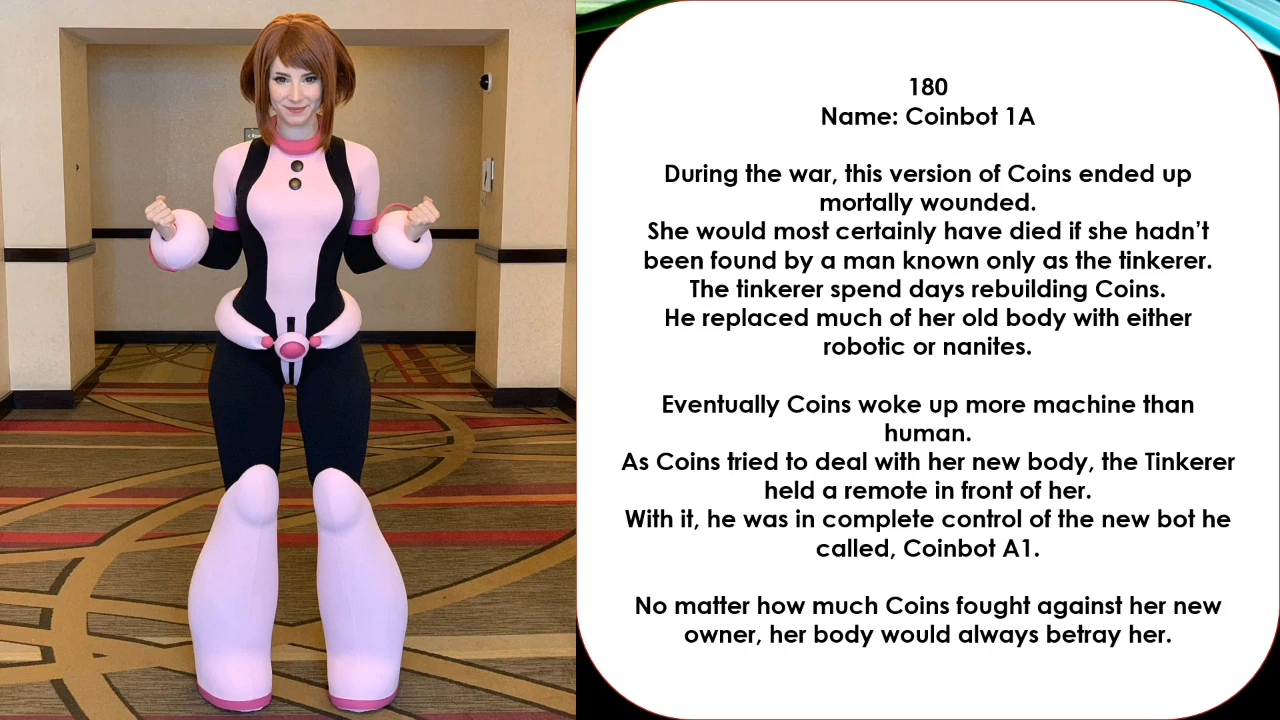 180
Name: Coinbot 1A
During the war, this version of Coins ended up
mortally wounded.
She would most certainly have died if she hadn't
been found by a man known only as the tinkerer.
The tinkerer spend days rebuilding Coins.
He replaced much of her old body with either
robotic or nanites.
Eventually Coins woke up more machine than
human.
As Coins tried to deal with her new body, the Tinkerer
held a remote in front of her.
With it, he was in complete control of the new bot he
called, Coinbot A1.
No matter how much Coins fought against her new
owner, her body would always betray her.